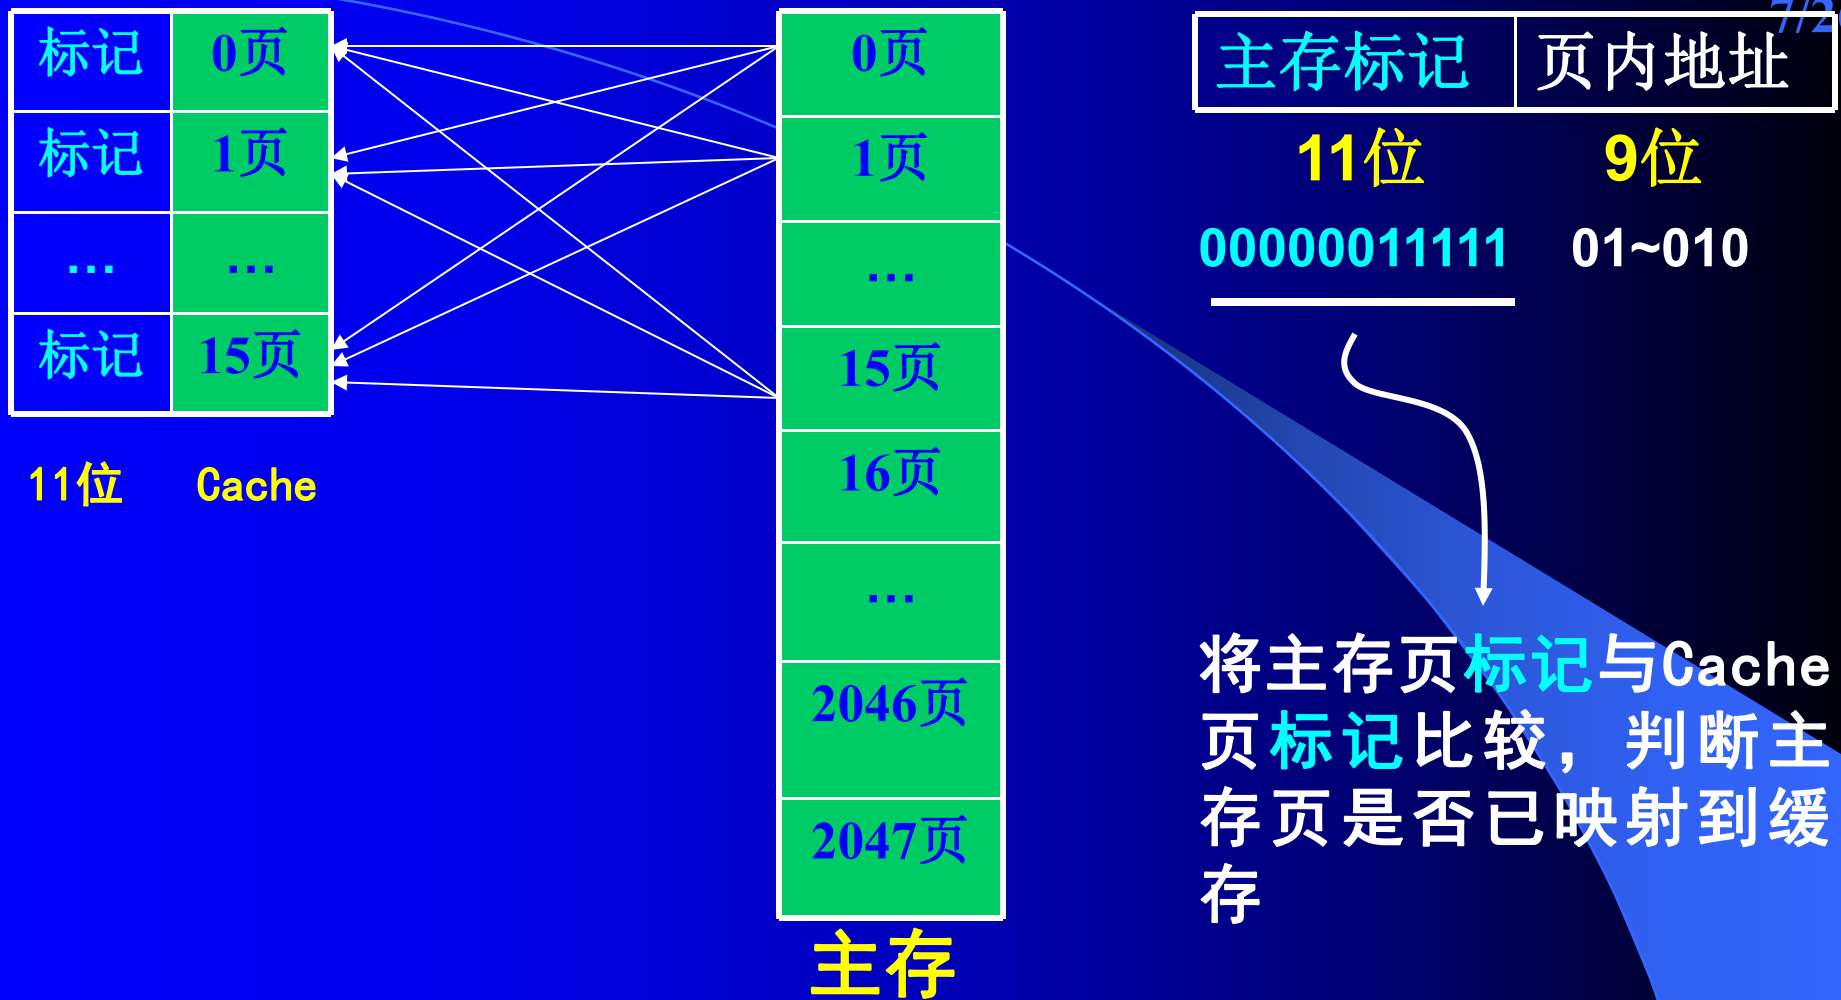 7/2
标记 0页
标记 1页
… …
标记 15页
11位 Cache
0页
1页
…
15页
16页
…
2046页
2047页
主存
主存标记 页内地址
11位 9位
00000011111 01~010
将主存页标记与Cache
页标记比较，判断主
存页是否已映射到缓
存